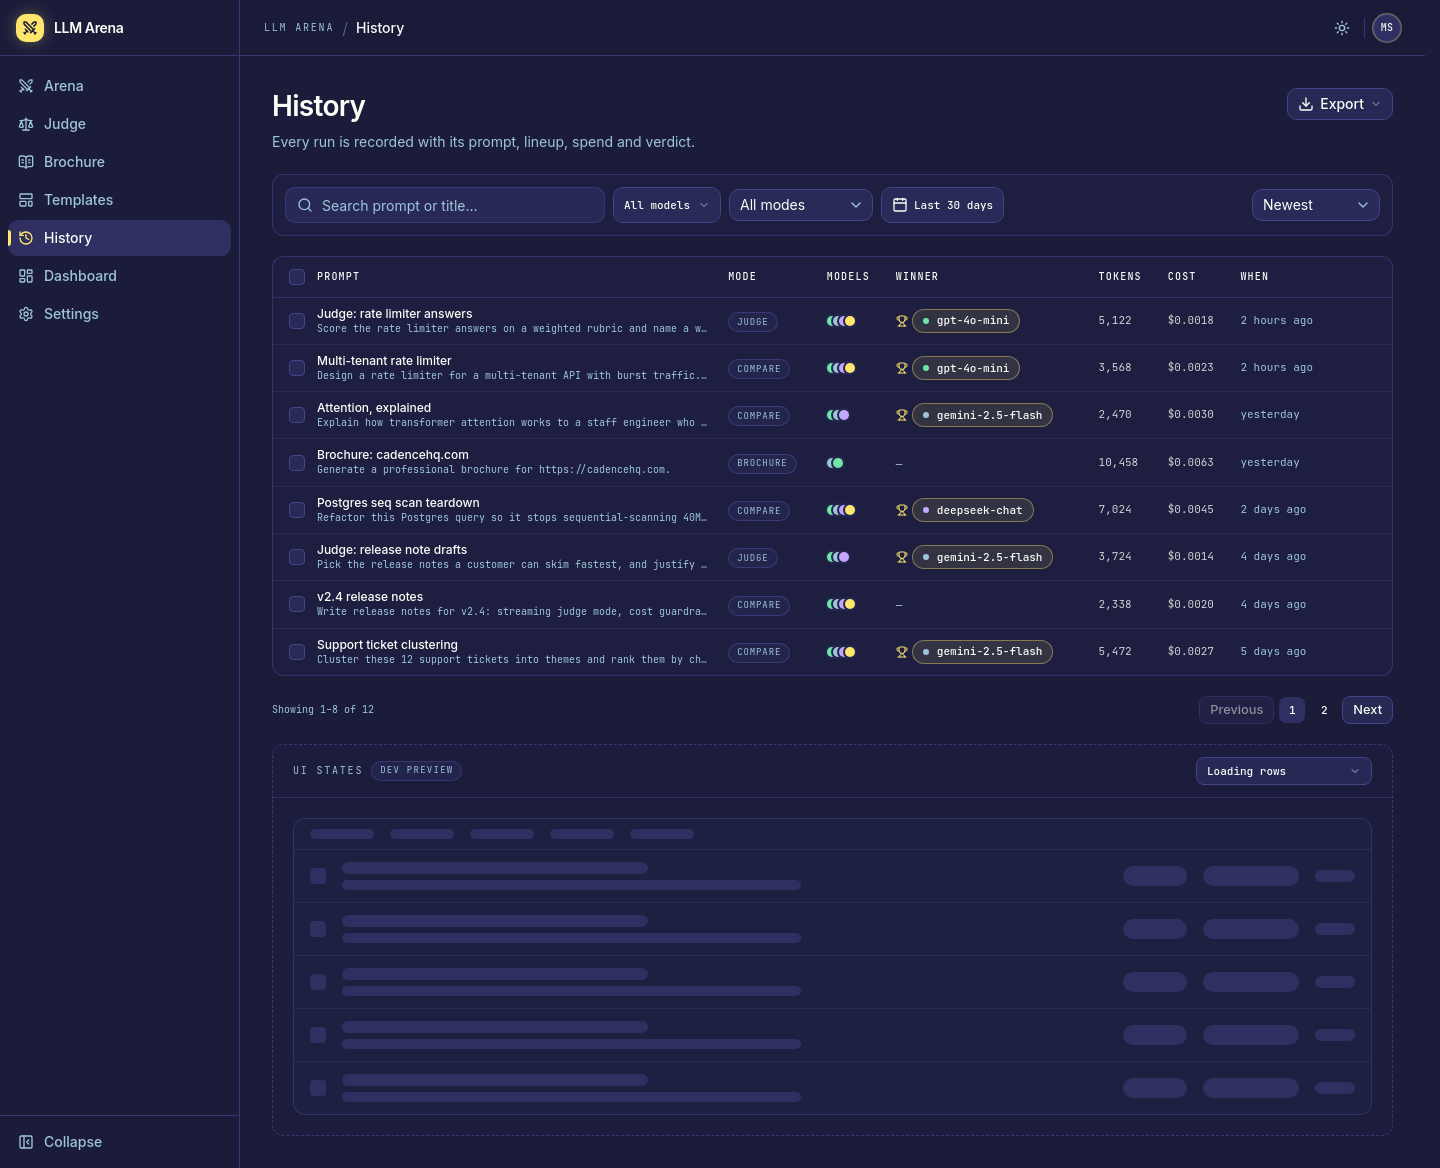 LLM Arena
LLM ARENA / History
MS
Arena
Judge
Brochure
Templates
History
Dashboard
Settings
Collapse
History
Export
Every run is recorded with its prompt, lineup, spend and verdict.
Search prompt or title...
All models
All modes
Last 30 days
Newest
PROMPT MODE MODELS WINNER TOKENS COST WHEN
Judge: rate limiter answers
Score the rate limiter answers on a weighted rubric and name a w…
JUDGE gpt-4o-mini 5,122 $0.0018 2 hours ago
Multi-tenant rate limiter
Design a rate limiter for a multi-tenant API with burst traffic.…
COMPARE gpt-4o-mini 3,568 $0.0023 2 hours ago
Attention, explained
Explain how transformer attention works to a staff engineer who …
COMPARE gemini-2.5-flash 2,470 $0.0030 yesterday
Brochure: cadencehq.com
Generate a professional brochure for https://cadencehq.com.
BROCHURE – 10,458 $0.0063 yesterday
Postgres seq scan teardown
Refactor this Postgres query so it stops sequential-scanning 40M…
COMPARE deepseek-chat 7,024 $0.0045 2 days ago
Judge: release note drafts
Pick the release notes a customer can skim fastest, and justify …
JUDGE gemini-2.5-flash 3,724 $0.0014 4 days ago
v2.4 release notes
Write release notes for v2.4: streaming judge mode, cost guardra…
COMPARE – 2,338 $0.0020 4 days ago
Support ticket clustering
Cluster these 12 support tickets into themes and rank them by ch…
COMPARE gemini-2.5-flash 5,472 $0.0027 5 days ago
Showing 1–8 of 12
Previous 1 2 Next
UI STATES DEV PREVIEW
Loading rows